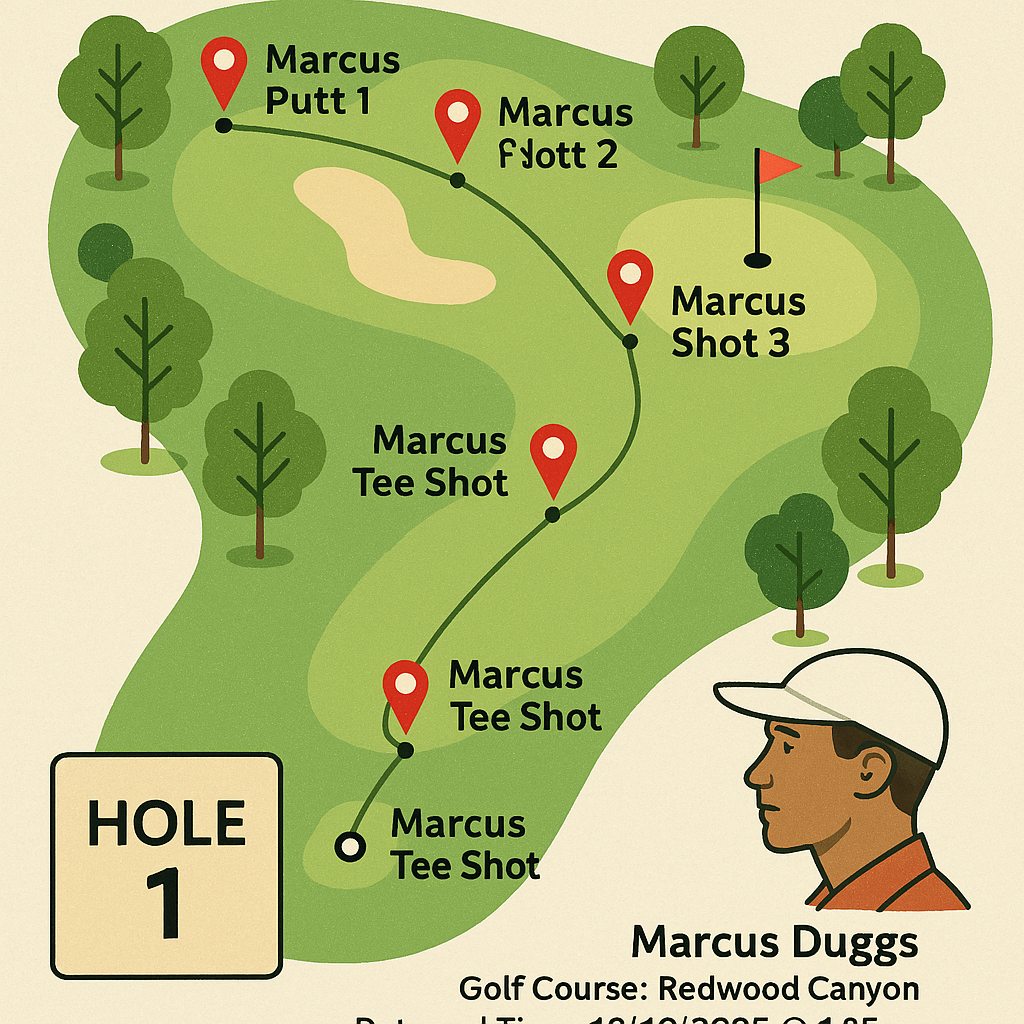 Marcus
Putt 1
Marcus
2
Marcus
Shot 3
Marcus
Tee Shot
Marcus
Tee Shot
Marcus
Tee Shot
HOLE
1
Marcus Duggs
Golf Course: Redwood Canyon